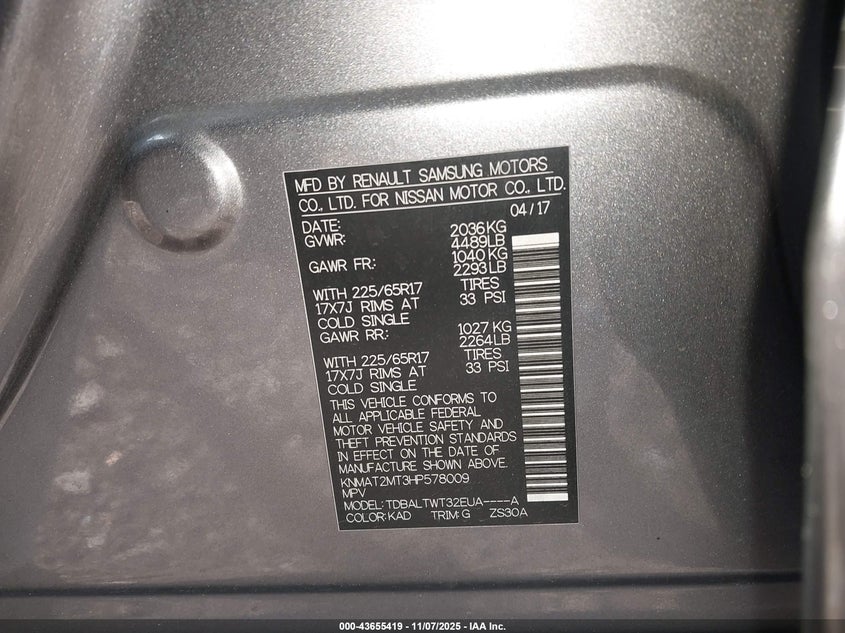 MFD BY RENAULT SAMSUNG MOTORS
CO., LTD. FOR NISSAN MOTOR CO., LTD.
DATE: 04/17
GVWR: 2036KG
4489LB
GAWR FR: 1040KG
2293LB
WITH 225/65R17 TIRES
17X7J RIMS AT 33 PSI
COLD SINGLE
GAWR RR: 1027KG
2264LB
WITH 225/65R17 TIRES
17X7J RIMS AT 33 PSI
COLD SINGLE
THIS VEHICLE CONFORMS TO
ALL APPLICABLE FEDERAL
MOTOR VEHICLE SAFETY AND
THEFT PREVENTION STANDARDS
IN EFFECT ON THE DATE OF
MANUFACTURE SHOWN ABOVE.
KNMAT2MT3HP578009
MPV
MODEL: TDBALTWT32EUA----A
COLOR: KAD TRIM: G ZS30A
000-43655419 - 11/07/2025 - IAA Inc.